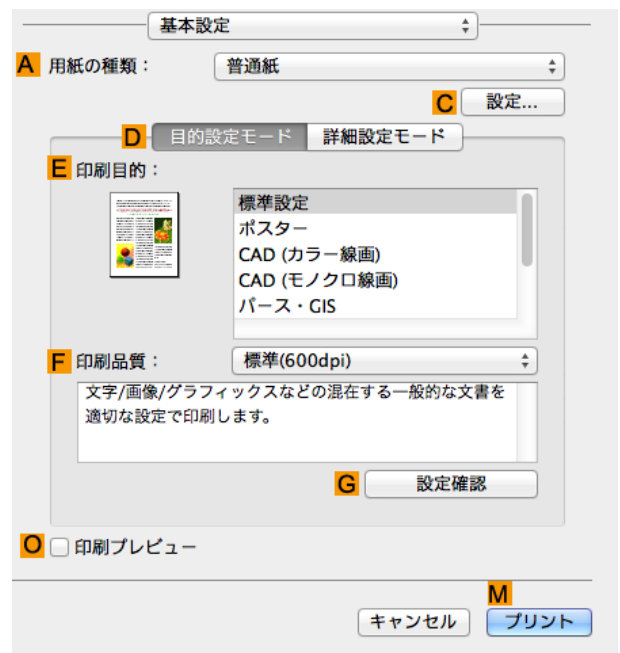 基本設定
A 用紙の種類： 普通紙
C 設定...
D 目的設定モード 詳細設定モード
E 印刷目的：
標準設定
ポスター
CAD (カラー線画)
CAD (モノクロ線画)
パース・GIS
F 印刷品質： 標準(600dpi)
文字/画像/グラフィックスなどの混在する一般的な文書を
適切な設定で印刷します。
G 設定確認
O 印刷プレビュー
M
キャンセル プリント